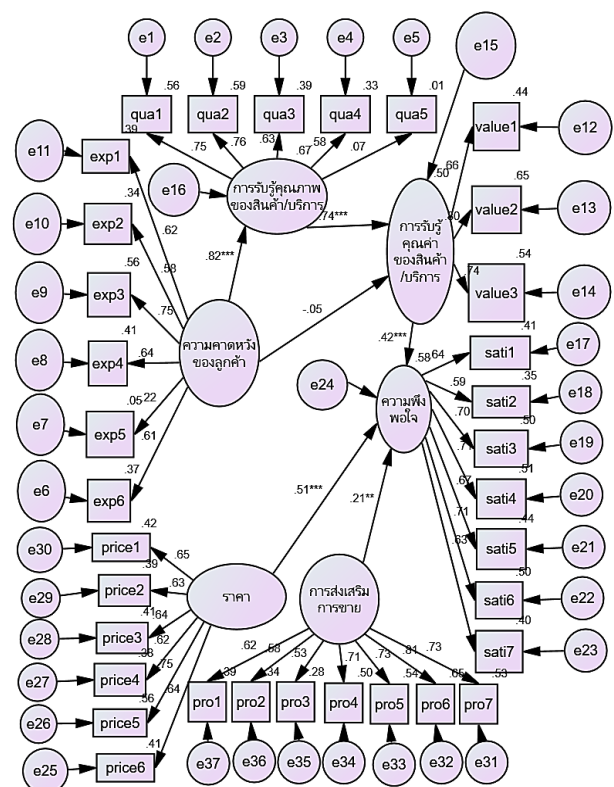 e1
e2
e3
e4
e5
e15
.56
.59
.39
.33
.01
.44
qua1
qua2
qua3
qua4
qua5
value1
e12
.39
.75
.76
.63
.58
.07
.66
e11
exp1
.67
.50
.65
e16
การรับรู้คุณภาพ
ของสินค้า/บริการ
.74***
.80
value2
e13
.34
.62
การรับรู้
คุณค่า
ของสินค้า
/บริการ
e10
exp2
.82***
.54
.56
.58
.74
value3
e14
e9
exp3
.75
-.05
.41
.41
ความคาดหวัง
ของลูกค้า
.42***
.58
.64
sati1
e17
e8
exp4
.64
e24
.35
.05
.22
ความพึง
พอใจ
.59
sati2
e18
e7
exp5
.61
.70
.50
sati3
e19
.37
.71
.51
e6
exp6
.51***
.21**
.67
sati4
e20
.42
.71
.44
e30
price1
.65
.63
sati5
e21
.39
e29
price2
.63
ราคา
การส่งเสริม
การขาย
.50
sati6
e22
.41
.64
e28
price3
.62
.40
.38
.75
.62
.58
.53
.71
.73
.81
.73
sati7
e23
e27
price4
.64
.39
.34
.28
.50
.54
.65
.53
.56
e26
price5
pro1
pro2
pro3
pro4
pro5
pro6
pro7
.41
e25
price6
e37
e36
e35
e34
e33
e32
e31